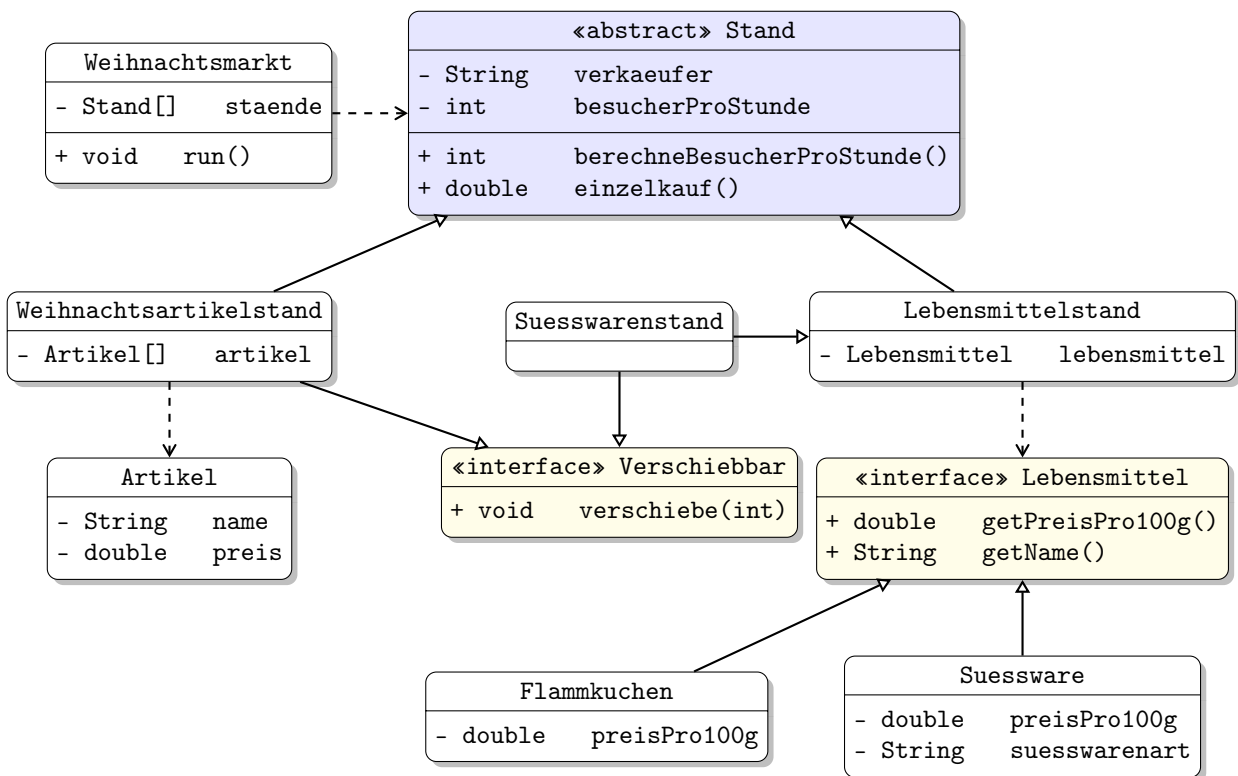 Weihnachtsmarkt
- Stand[] staende
+ void run()
«abstract» Stand
- String verkaeufer
- int besucherProStunde
+ int berechneBesucherProStunde()
+ double einzelkauf()
Weihnachtsartikelstand
- Artikel[] artikel
Suesswarenstand
Lebensmittelstand
- Lebensmittel lebensmittel
Artikel
- String name
- double preis
«interface» Verschiebbar
+ void verschiebe(int)
«interface» Lebensmittel
+ double getPreisPro100g()
+ String getName()
Flammkuchen
- double preisPro100g
Suessware
- double preisPro100g
- String suesswarenart